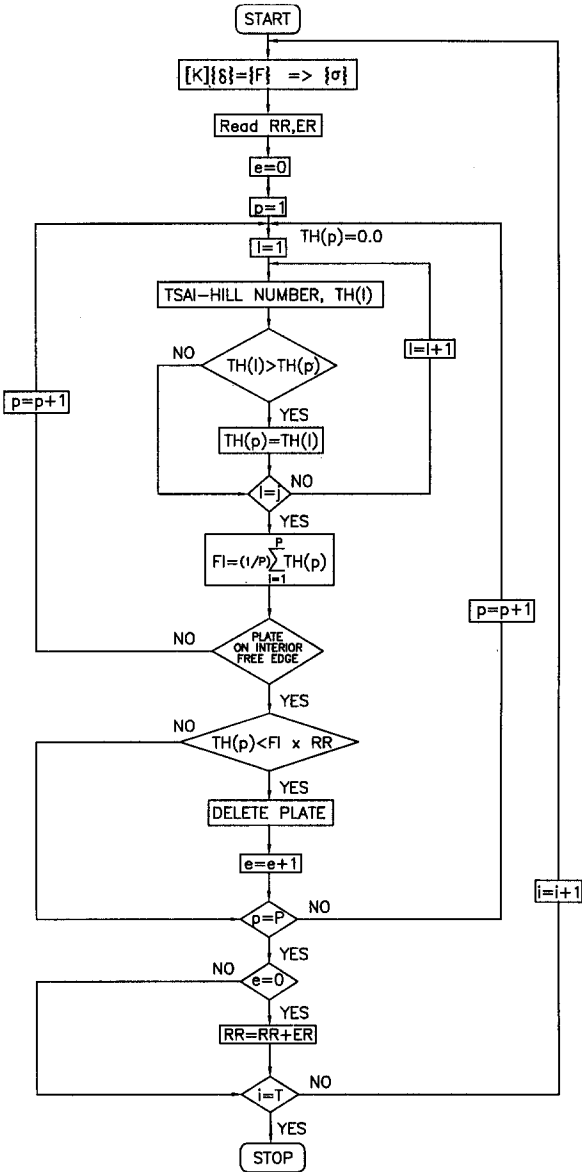 START
[K]{δ}={F} => {σ}
Read RR,ER
e=0
p=1
TH(p)=0.0
l=1
TSAI-HILL NUMBER, TH(l)
l=l+1
NO
TH(l)>TH(p)
p=p+1
YES
TH(p)=TH(l)
l=j
NO
YES
FI=(1/P)∑TH(p)
P
l=1
p=p+1
NO
PLATE
ON INTERIOR
FREE EDGE
YES
NO
TH(p)<FI x RR
YES
DELETE PLATE
e=e+1
i=i+1
p=P
NO
YES
NO
e=0
YES
RR=RR+ER
i=T
NO
YES
STOP